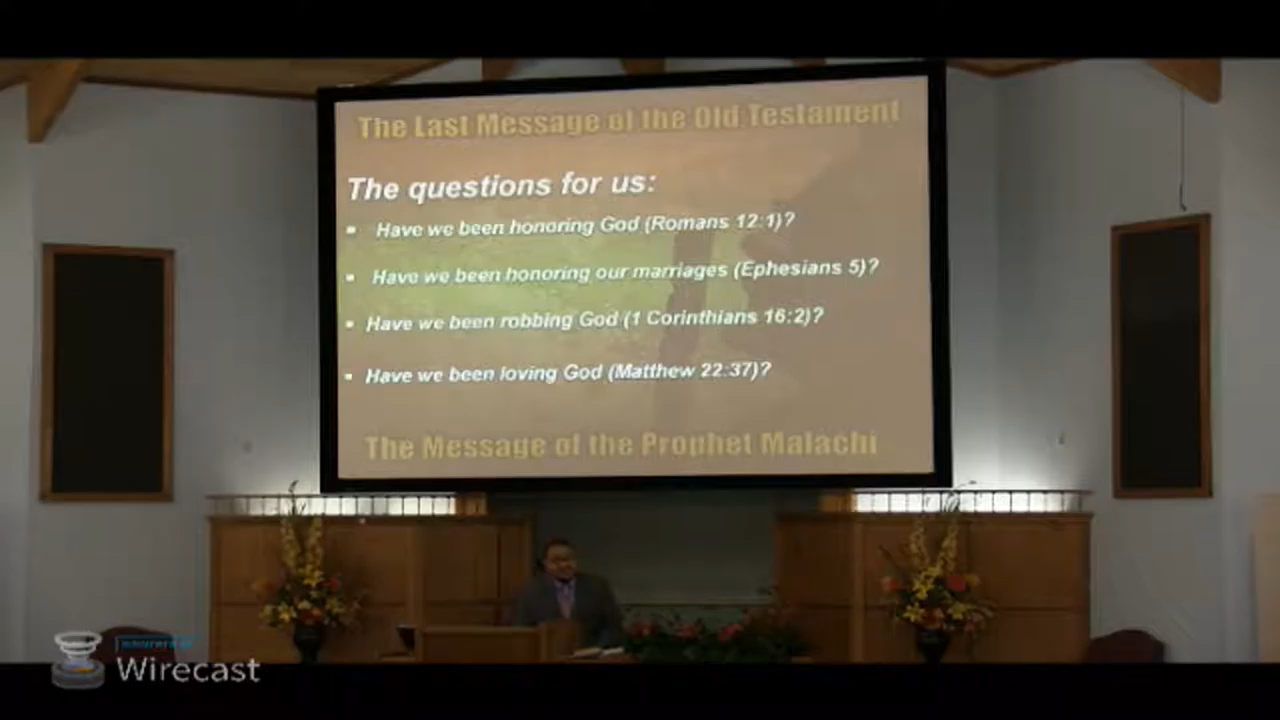 The Last Message of the Old Testament
The questions for us:
▪ Have we been honoring God (Romans 12:1)?
▪ Have we been honoring our marriages (Ephesians 5)?
▪ Have we been robbing God (1 Corinthians 16:2)?
▪ Have we been loving God (Matthew 22:37)?
The Message of the Prophet Malachi
Wirecast